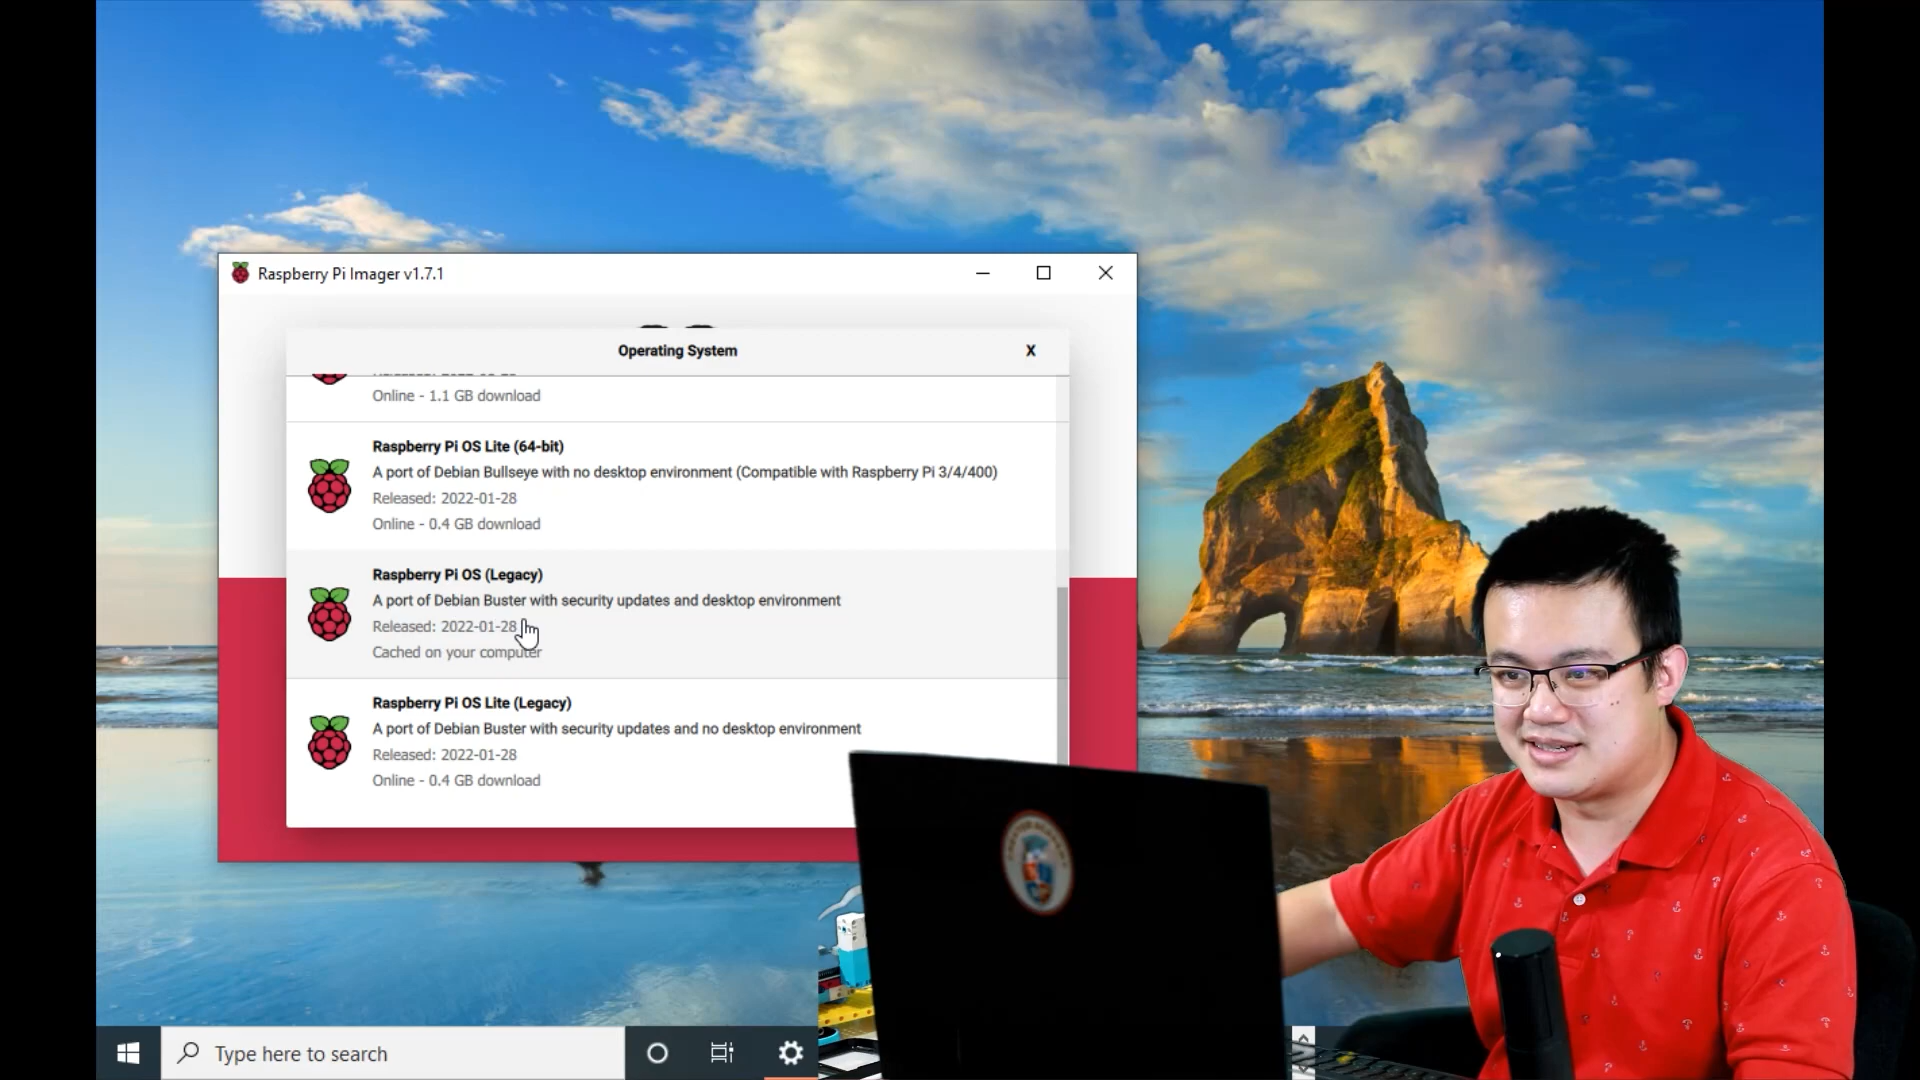 Raspberry Pi Imager v1.7.1
Operating System
X
Online - 1.1 GB download
Raspberry Pi OS Lite (64-bit)
A port of Debian Bullseye with no desktop environment (Compatible with Raspberry Pi 3/4/400)
Released: 2022-01-28
Online - 0.4 GB download
Raspberry Pi OS (Legacy)
A port of Debian Buster with security updates and desktop environment
Released: 2022-01-28
Cached on your computer
Raspberry Pi OS Lite (Legacy)
A port of Debian Buster with security updates and no desktop environment
Released: 2022-01-28
Online - 0.4 GB download
Type here to search